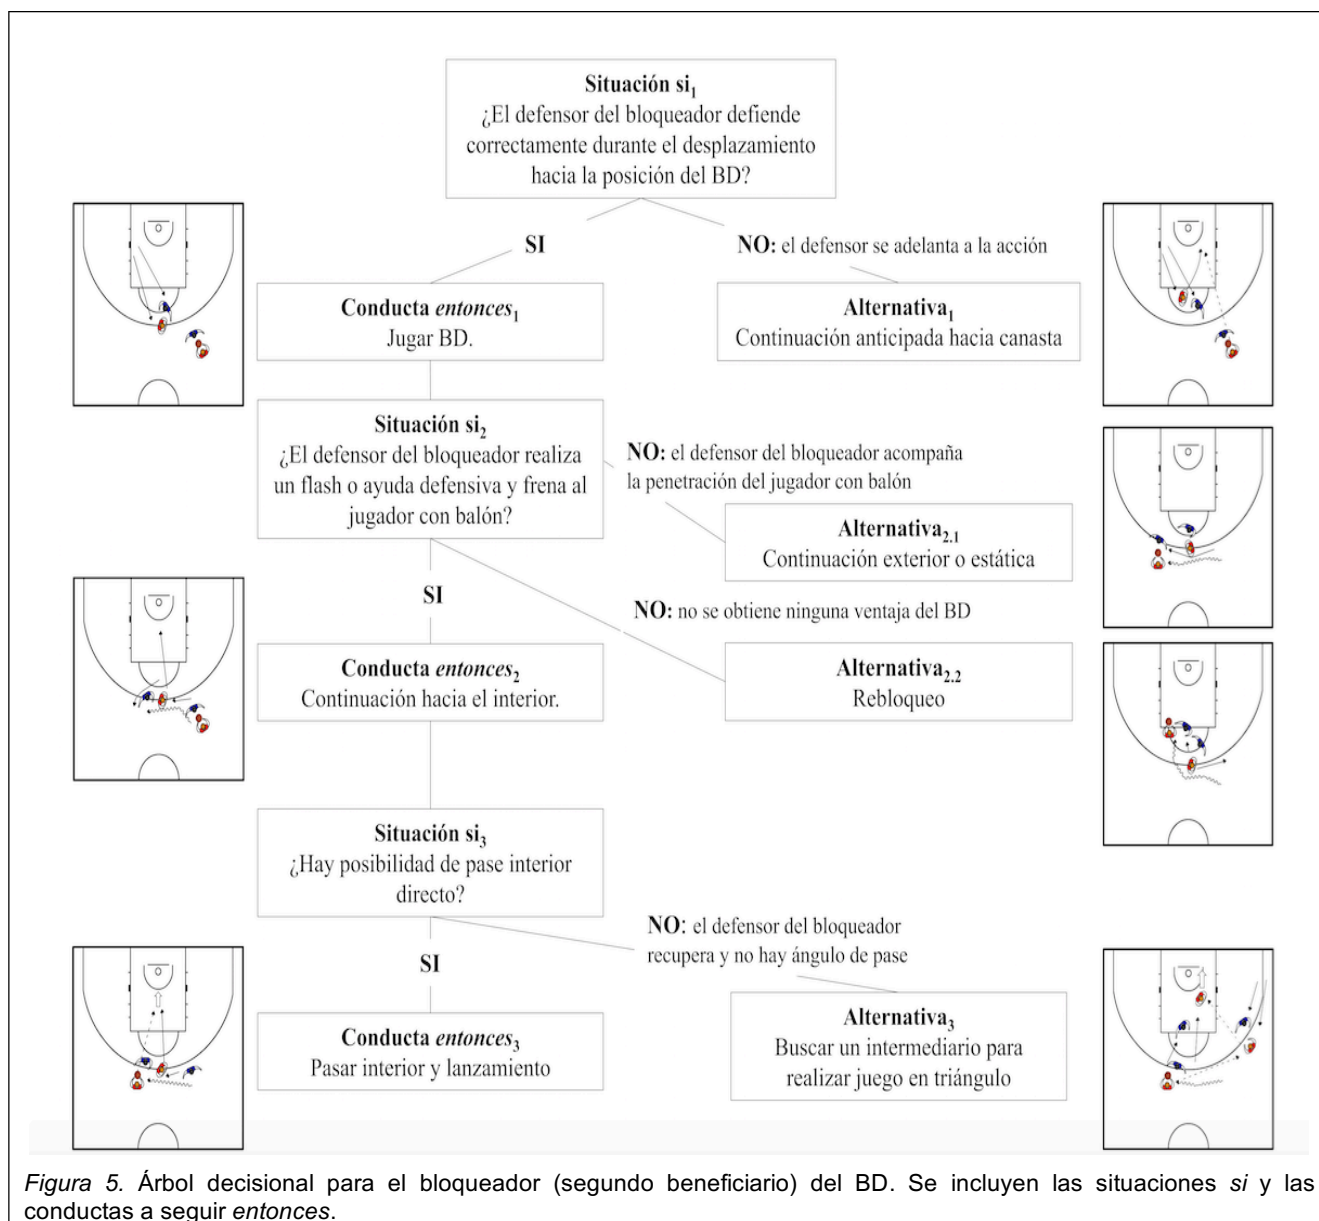 Situación si1
¿El defensor del bloqueador defiende
correctamente durante el desplazamiento
hacia la posición del BD?
SI
NO: el defensor se adelanta a la acción
Conducta entonces1
Jugar BD.
Alternativa1
Continuación anticipada hacia canasta
Situación si2
¿El defensor del bloqueador realiza
un flash o ayuda defensiva y frena al
jugador con balón?
NO: el defensor del bloqueador acompaña
la penetración del jugador con balón
Alternativa2.1
Continuación exterior o estática
SI
NO: no se obtiene ninguna ventaja del BD
Conducta entonces2
Continuación hacia el interior.
Alternativa2.2
Rebloqueo
Situación si3
¿Hay posibilidad de pase interior
directo?
NO: el defensor del bloqueador
recupera y no hay ángulo de pase
SI
Conducta entonces3
Pasar interior y lanzamiento
Alternativa3
Buscar un intermediario para
realizar juego en triángulo
Figura 5. Árbol decisional para el bloqueador (segundo beneficiario) del BD. Se incluyen las situaciones si y las
conductas a seguir entonces.